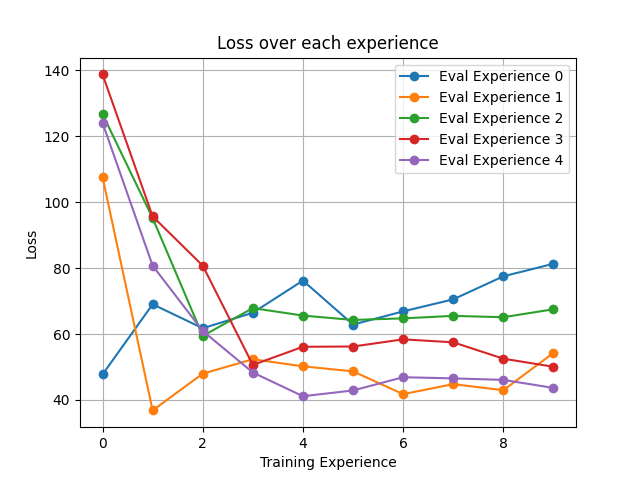 Loss over each experience
140
120
100
80
60
40
Loss
Eval Experience 0
Eval Experience 1
Eval Experience 2
Eval Experience 3
Eval Experience 4
0 2 4 6 8
Training Experience